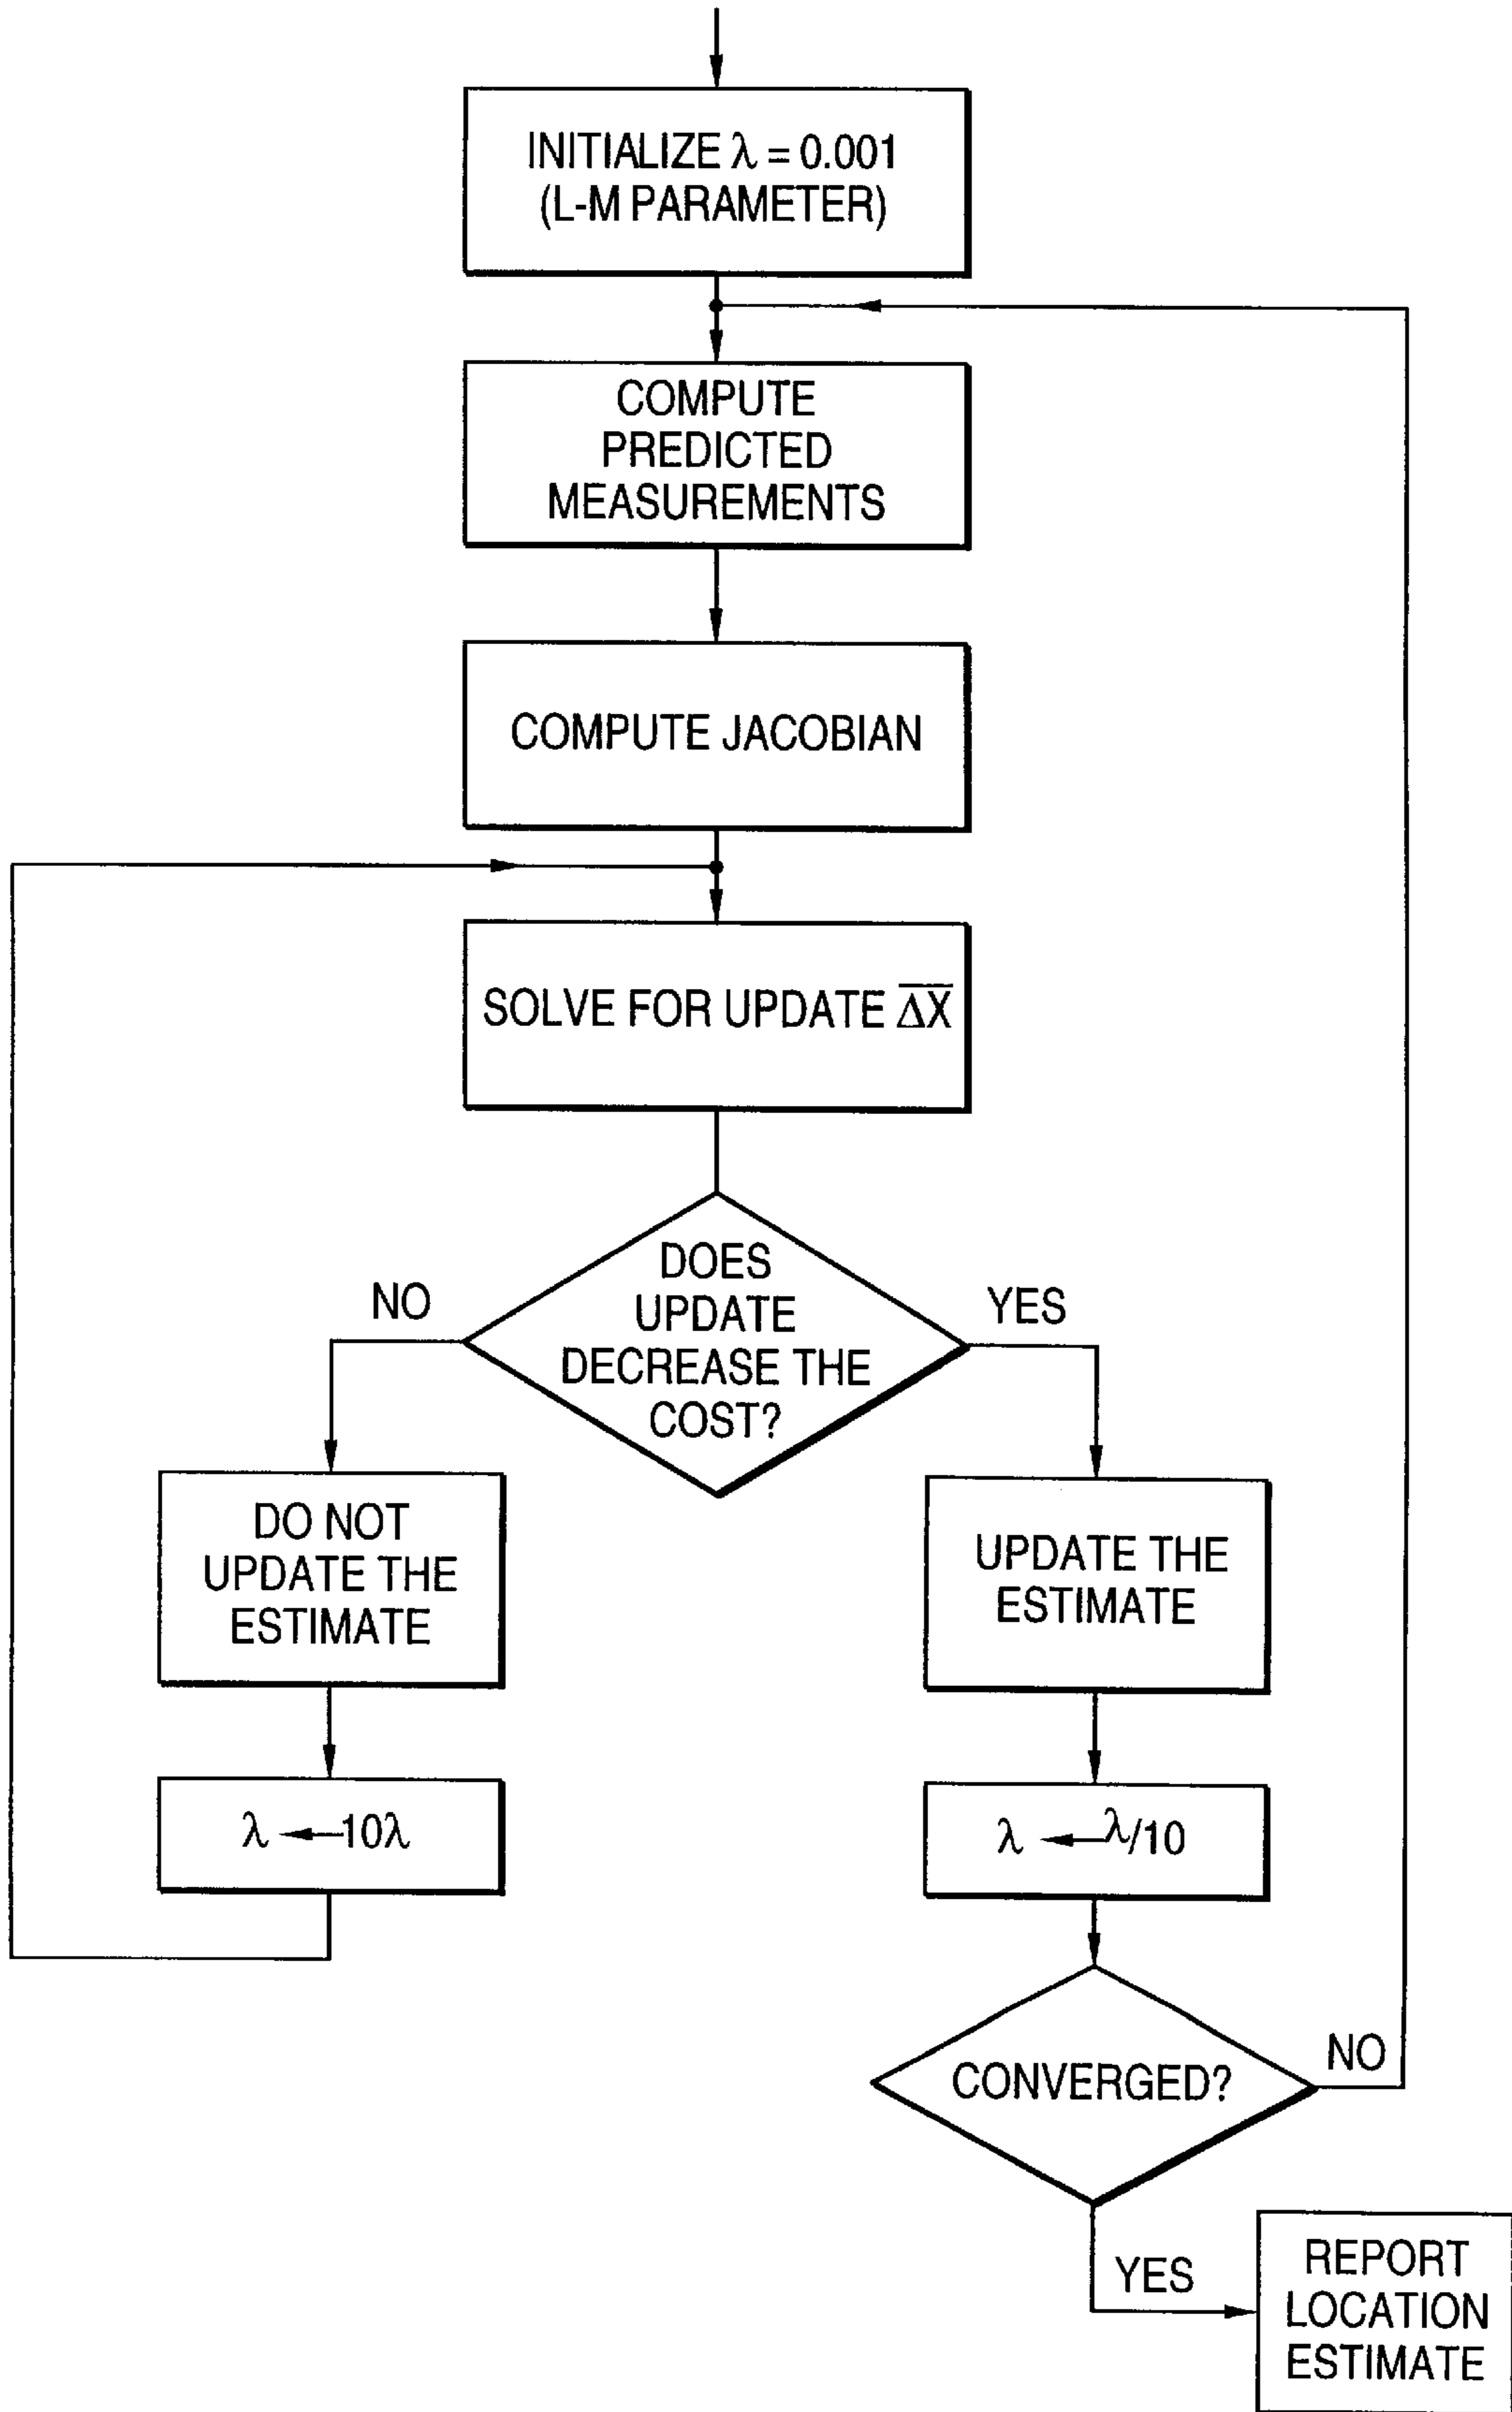 INITIALIZE λ = 0.001
(L-M PARAMETER)
COMPUTE
PREDICTED
MEASUREMENTS
COMPUTE JACOBIAN
SOLVE FOR UPDATE \overline{ΔX}
DOES
UPDATE
DECREASE THE
COST?
NO
YES
DO NOT
UPDATE THE
ESTIMATE
UPDATE THE
ESTIMATE
λ ← 10λ
λ ← λ/10
CONVERGED?
NO
YES
REPORT
LOCATION
ESTIMATE